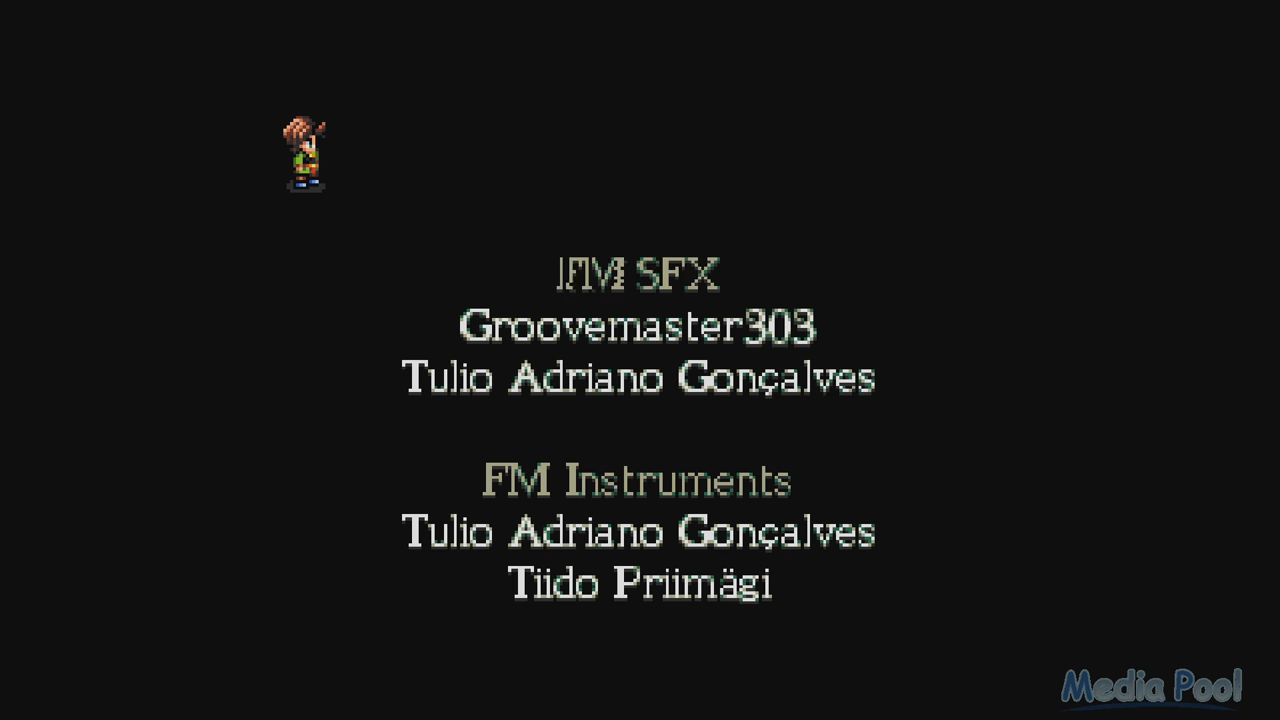 FM SFX
Groovemaster303
Tulio Adriano Gonçalves
FM Instruments
Tulio Adriano Gonçalves
Tiido Priimägi
Media Pool